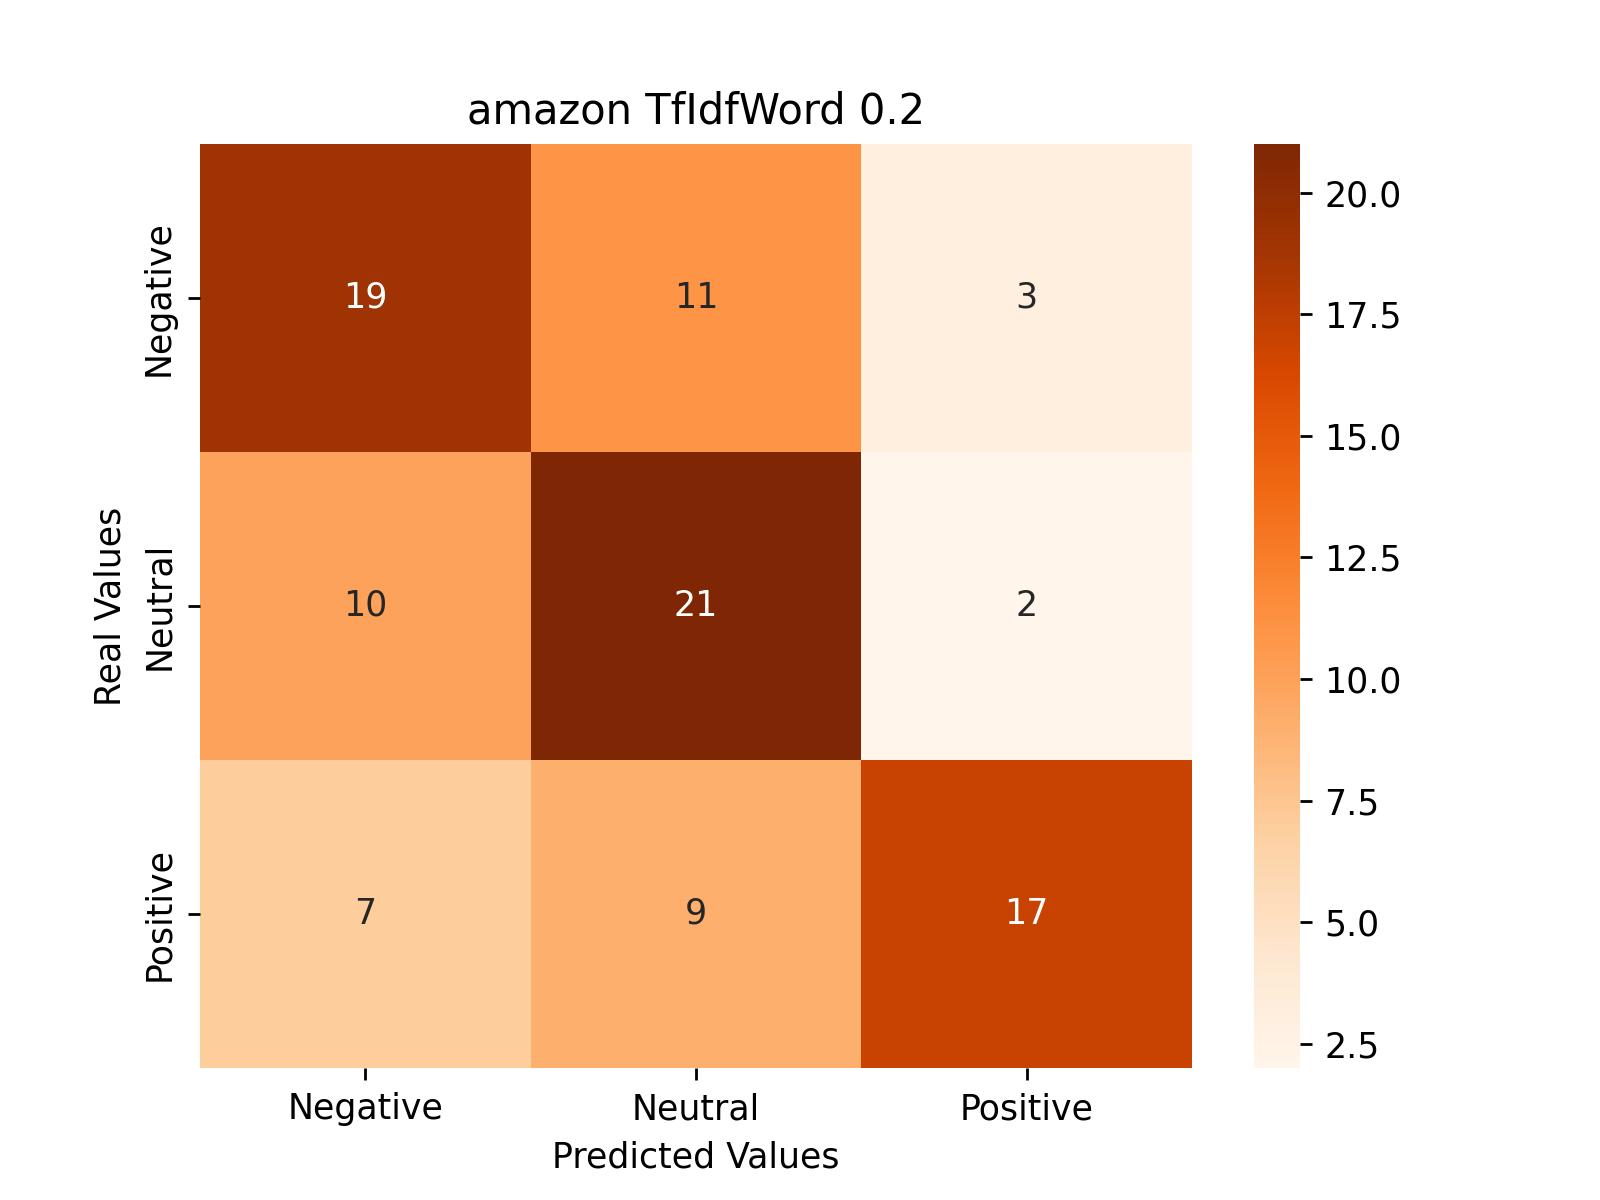 amazon TfIdfWord 0.2
Real Values
Negative
19 11 3
Neutral
10 21 2
Positive
7 9 17
Negative Neutral Positive
Predicted Values
20.0
17.5
15.0
12.5
10.0
7.5
5.0
2.5